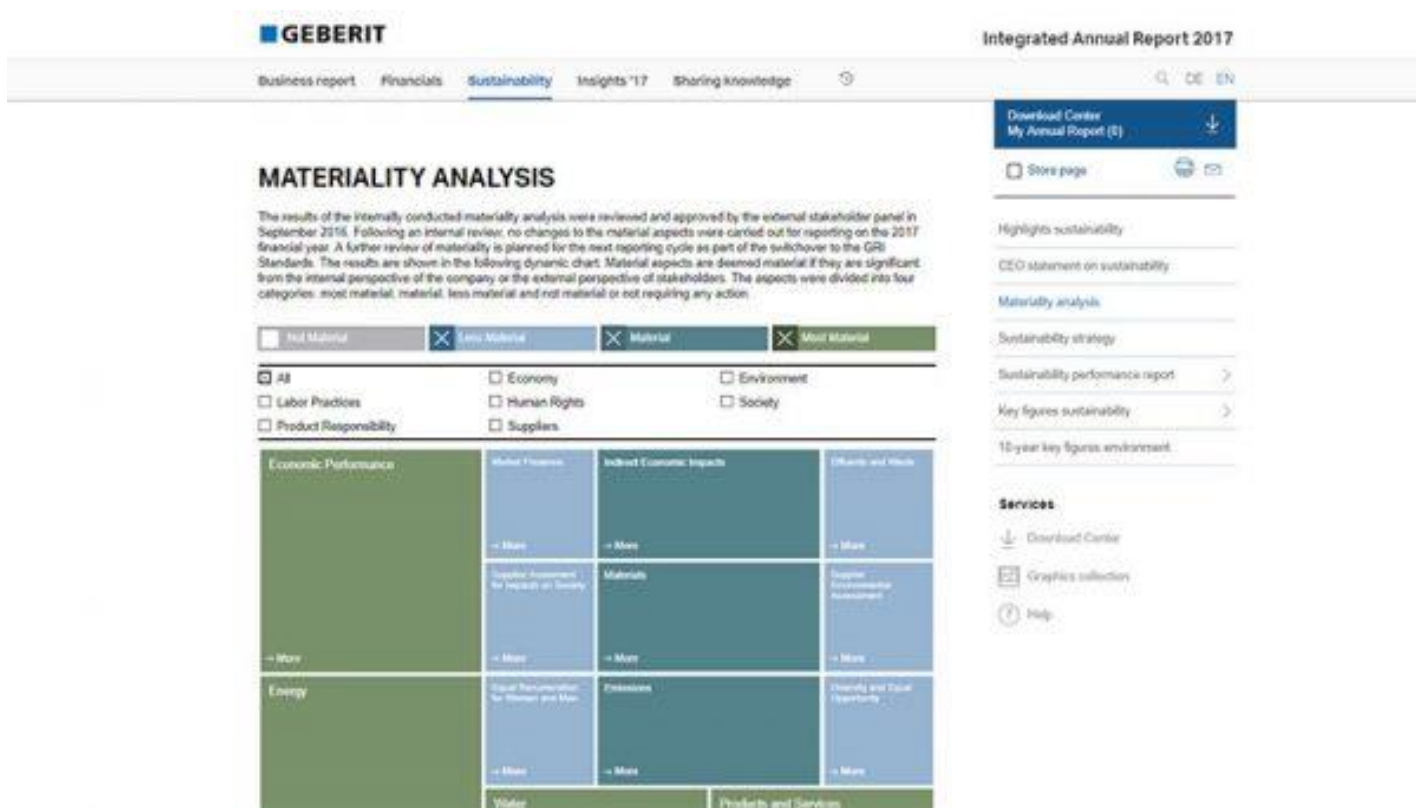 GEBERIT
Integrated Annual Report 2017
Business report Financials Sustainability Insights '17 Sharing knowledge
DE EN
Download Center
My Annual Report (0)
Store page
MATERIALITY ANALYSIS
The results of the internally conducted materiality analysis were reviewed and approved by the external stakeholder panel in
September 2016. Following an internal review, no changes to the material aspects were carried out for reporting on the 2017
financial year. A further review of materiality is planned for the next reporting cycle as part of the switchover to the GRI
Standards. The results are shown in the following dynamic chart. Material aspects are deemed material if they are significant
from the internal perspective of the company or the external perspective of stakeholders. The aspects were divided into four
categories: most material, material, less material and not material or not requiring any action
Not Material Less Material Material Most Material
All Economy Environment
Labor Practices Human Rights Society
Product Responsibility Suppliers
Economic Performance
→ More
Market Presence
→ More
Indirect Economic Impacts
→ More
Effluents and Waste
→ More
Supplier Assessment
for Impacts on Society
→ More
Materials
→ More
Supplier
Environmental
Assessment
→ More
Energy
Equal Remuneration
for Women and Men
→ More
Emissions
→ More
Diversity and Equal
Opportunity
→ More
Water
Products and Services
Highlights sustainability
CEO statement on sustainability
Materiality analysis
Sustainability strategy
Sustainability performance report
Key figures sustainability
10-year key figures environment
Services
Download Center
Graphics collection
Help